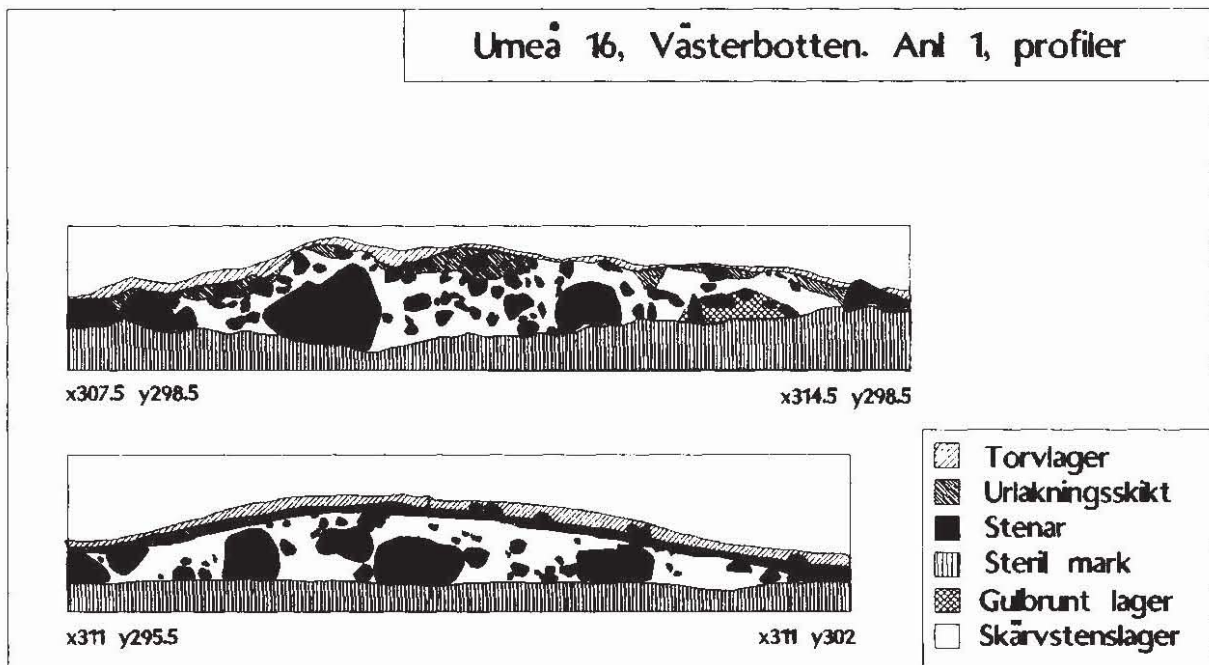 Umeå 16, Västerbotten. Anl 1, profiler
x307.5 y298.5
x314.5 y298.5
x311 y295.5
x311 y302
Torvlager
Urlakningsskikt
Stenar
Steril mark
Gulbrunt lager
Skärvstenslager